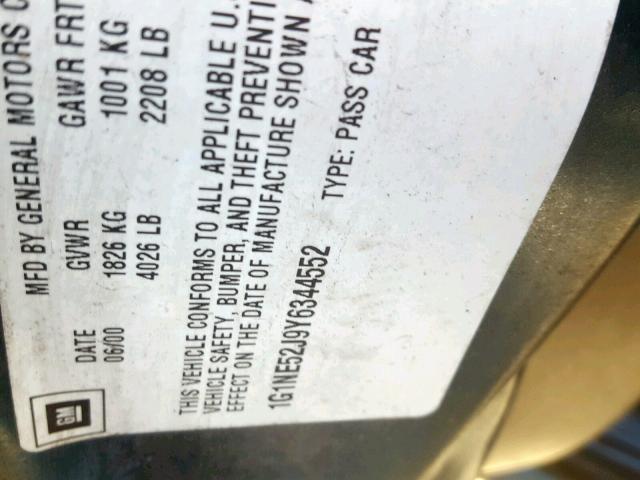 GM
MFD BY GENERAL MOTORS
DATE GVWR GAWR FRT
06/00 1826 KG 1001 KG
4026 LB 2208 LB
THIS VEHICLE CONFORMS TO ALL APPLICABLE U.
VEHICLE SAFETY, BUMPER, AND THEFT PREVENTI
EFFECT ON THE DATE OF MANUFACTURE SHOWN
1G1NE52J9Y6344552 TYPE: PASS CAR